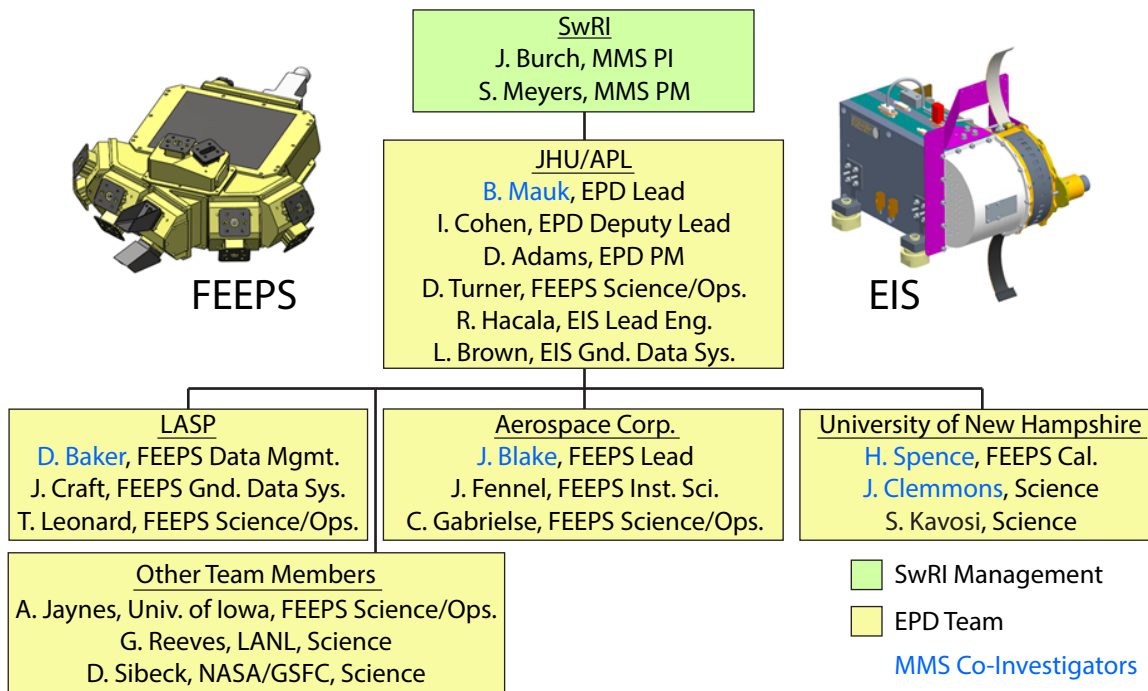 SwRI
J. Burch, MMS PI
S. Meyers, MMS PM
JHU/APL
B. Mauk, EPD Lead
I. Cohen, EPD Deputy Lead
D. Adams, EPD PM
D. Turner, FEEPS Science/Ops.
R. Hacala, EIS Lead Eng.
L. Brown, EIS Gnd. Data Sys.
FEEPS
EIS
LASP
D. Baker, FEEPS Data Mgmt.
J. Craft, FEEPS Gnd. Data Sys.
T. Leonard, FEEPS Science/Ops.
Aerospace Corp.
J. Blake, FEEPS Lead
J. Fennel, FEEPS Inst. Sci.
C. Gabrielse, FEEPS Science/Ops.
University of New Hampshire
H. Spence, FEEPS Cal.
J. Clemmons, Science
S. Kavosi, Science
Other Team Members
A. Jaynes, Univ. of Iowa, FEEPS Science/Ops.
G. Reeves, LANL, Science
D. Sibeck, NASA/GSFC, Science
SwRI Management
EPD Team
MMS Co-Investigators